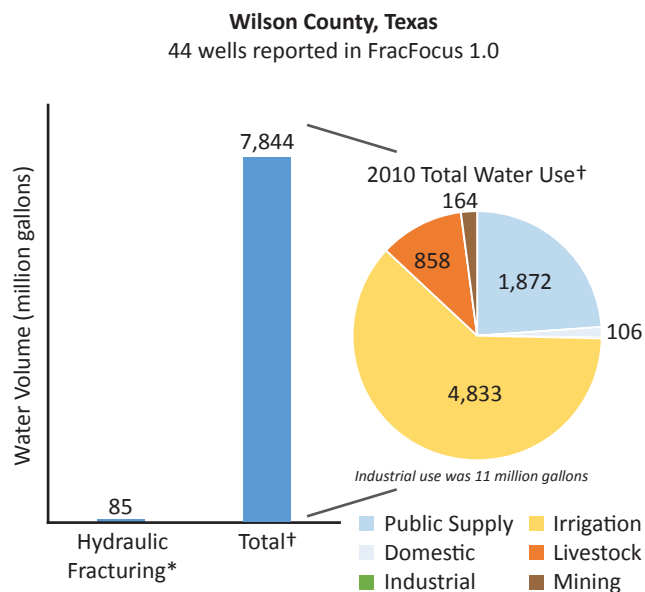 Wilson County, Texas
44 wells reported in FracFocus 1.0
Water Volume (million gallons)
7,844
85
Hydraulic
Fracturing*
Total†
2010 Total Water Use†
164
858
1,872
106
4,833
Industrial use was 11 million gallons
Public Supply
Irrigation
Domestic
Livestock
Industrial
Mining